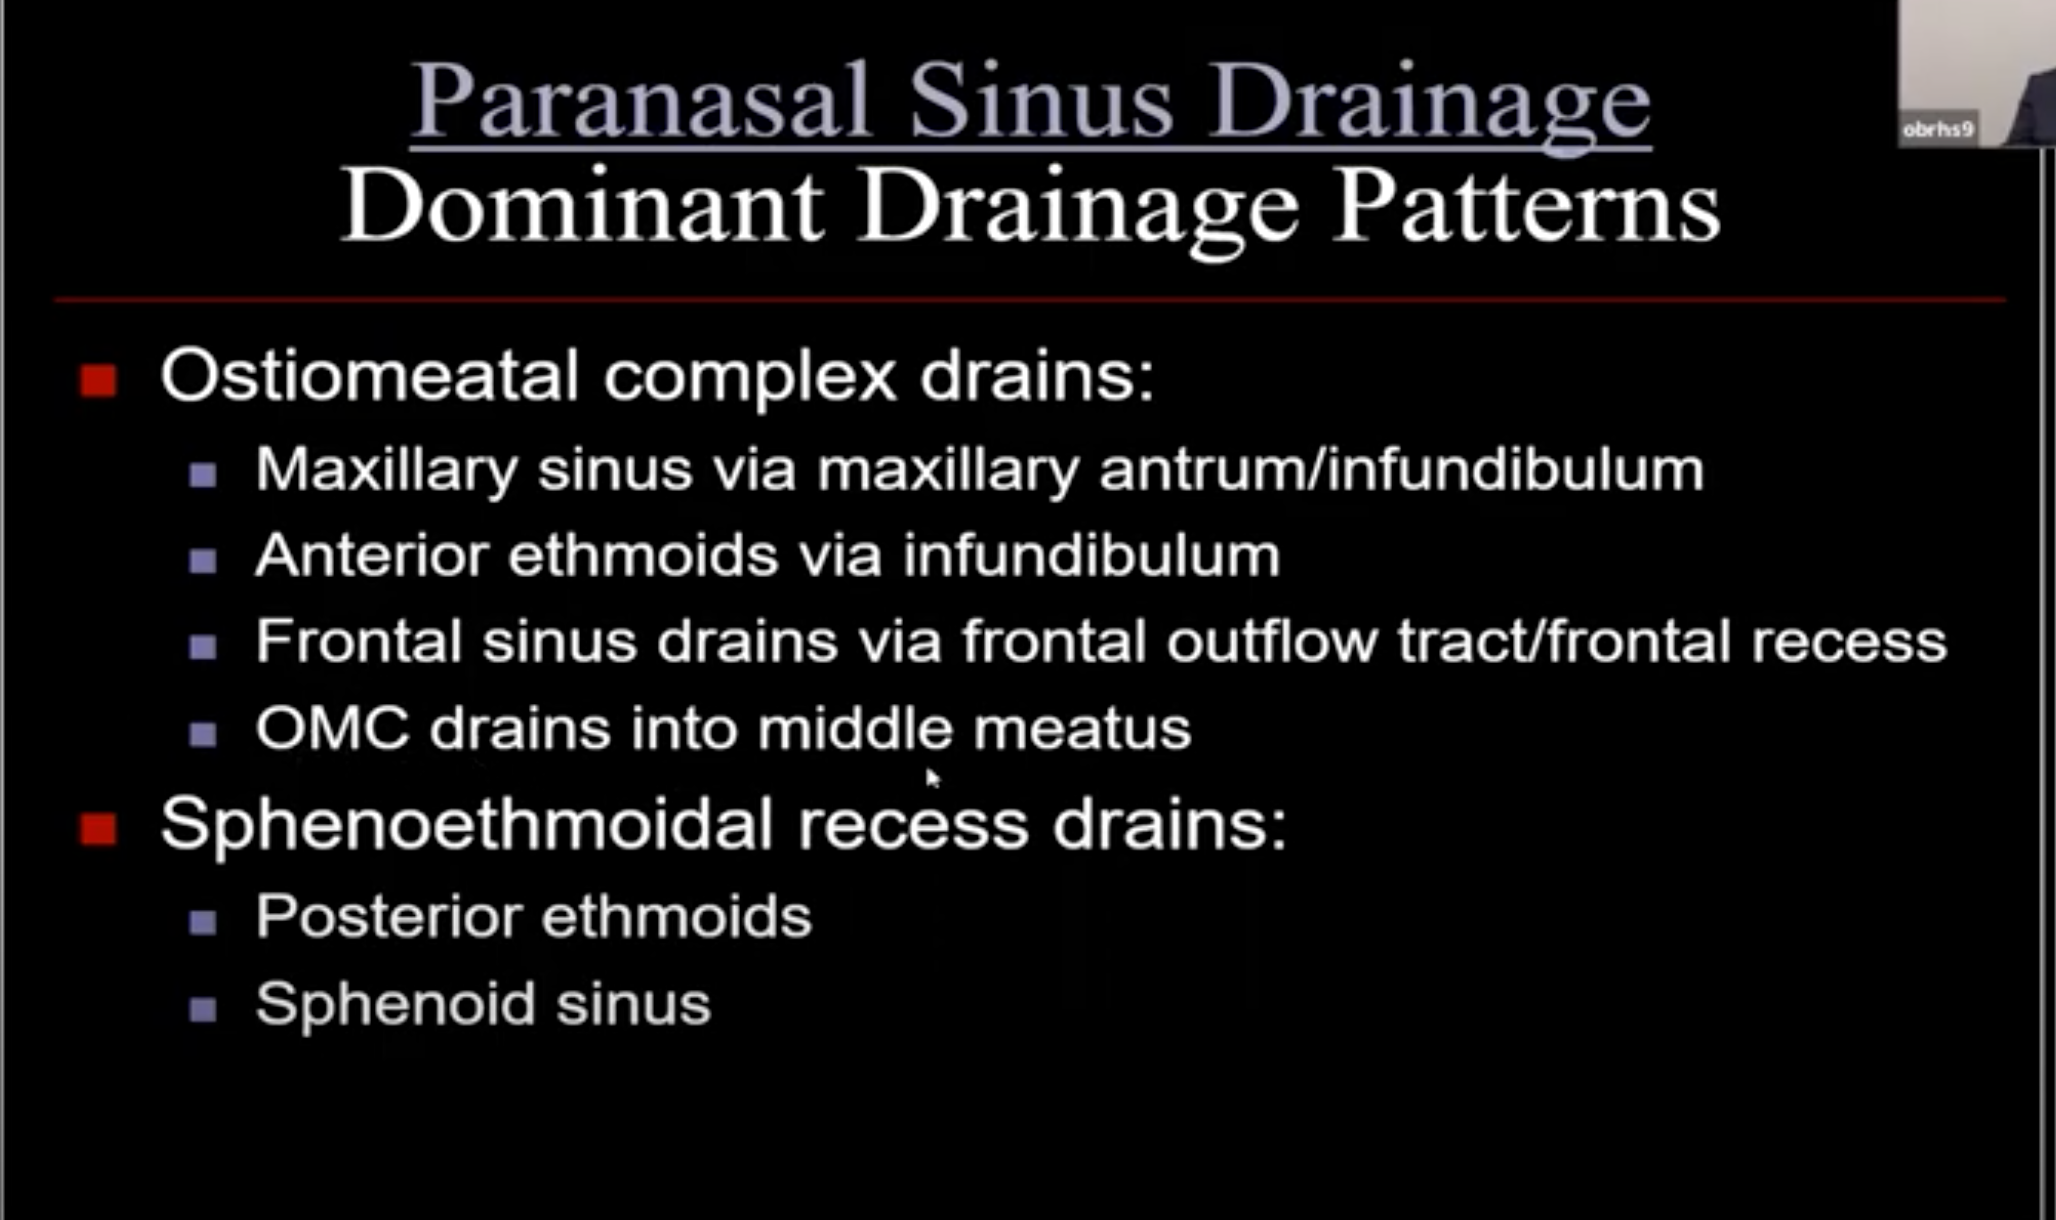 Paranasal Sinus Drainage
obrhs9
Dominant Drainage Patterns
Ostiomeatal complex drains:
Maxillary sinus via maxillary antrum/infundibulum
Anterior ethmoids via infundibulum
Frontal sinus drains via frontal outflow tract/frontal recess
OMC drains into middle meatus
Sphenoethmoidal recess drains:
Posterior ethmoids
Sphenoid sinus